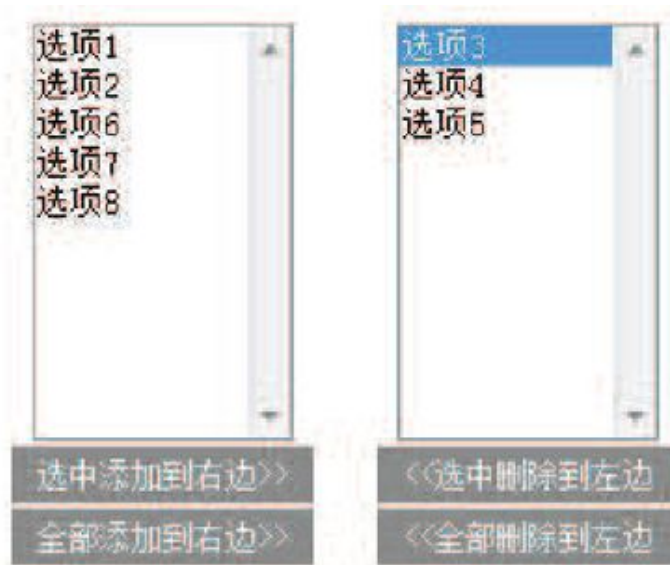 选项1
选项2
选项6
选项7
选项8
选项3
选项4
选项5
选中添加到右边>>
<<选中删除到左边
全部添加到右边>>
<<全部删除到左边